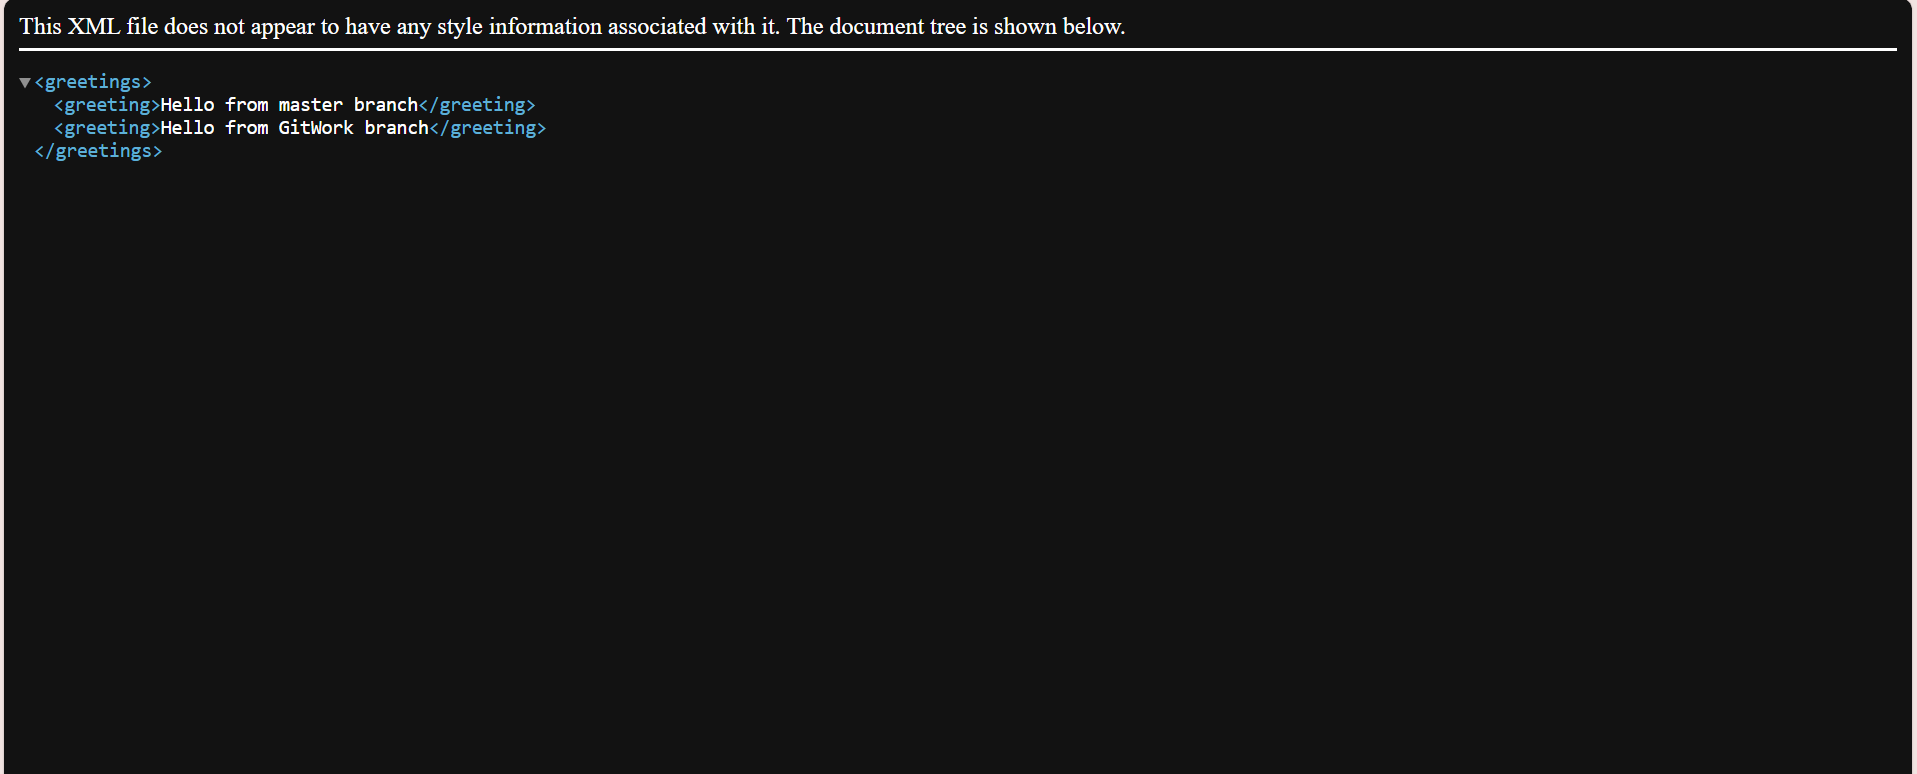 This XML file does not appear to have any style information associated with it. The document tree is shown below.
▼<greetings>
<greeting>Hello from master branch</greeting>
<greeting>Hello from GitWork branch</greeting>
</greetings>